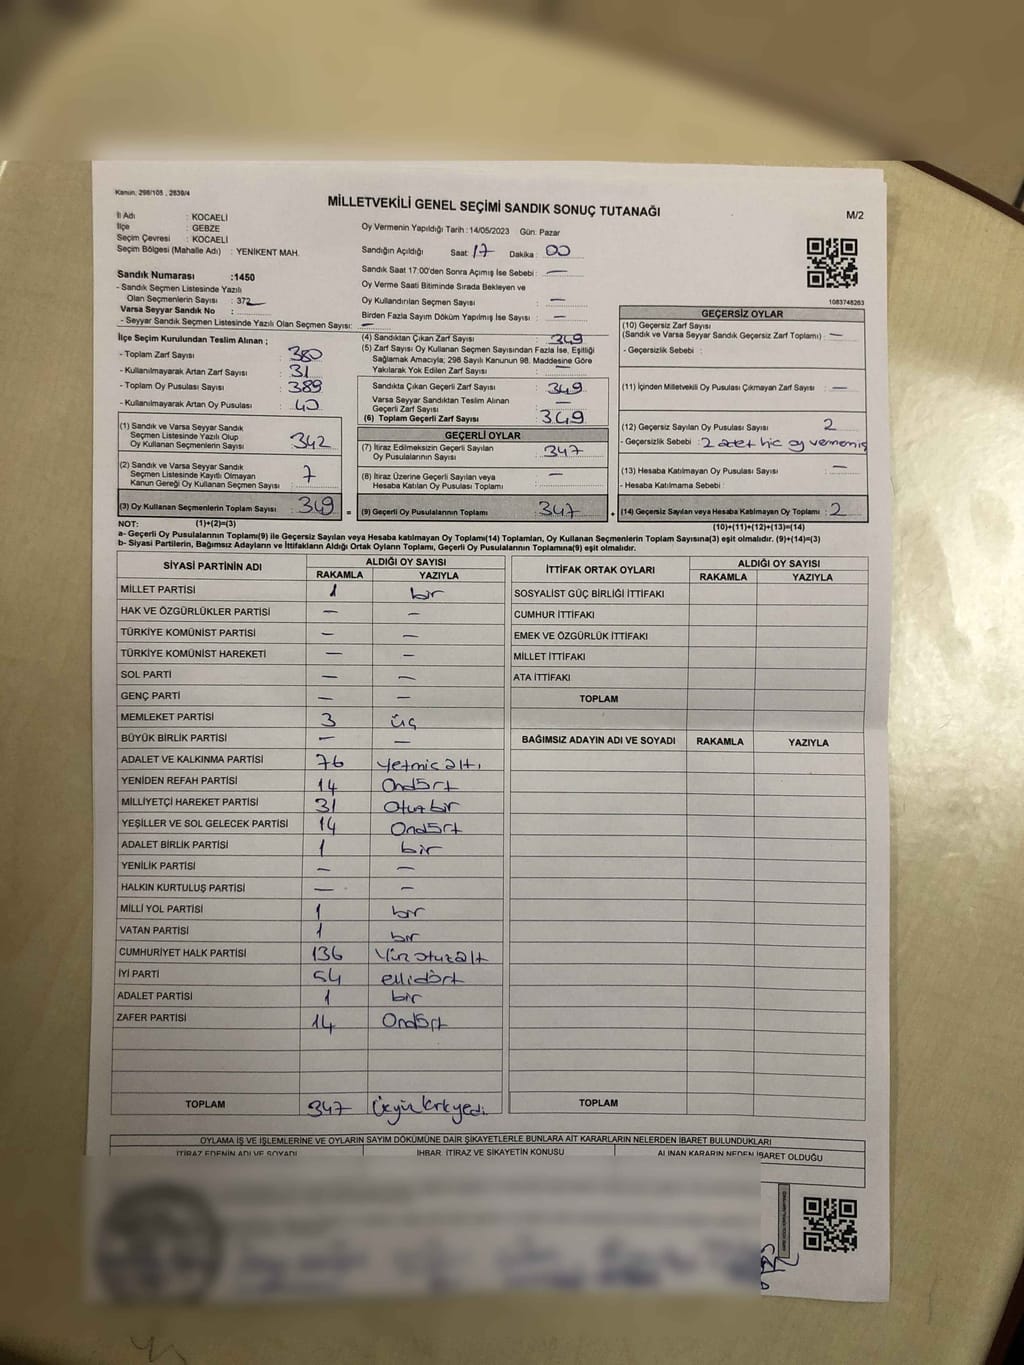 Kanun, 298/105 , 2839/4
MİLLETVEKİLİ GENEL SEÇİMİ SANDIK SONUÇ TUTANAĞI
M/2
İl Adı : KOCAELİ
İlçe : GEBZE
Seçim Çevresi : KOCAELİ
Seçim Bölgesi (Mahalle Adı) : YENİKENT MAH.
Oy Vermenin Yapıldığı Tarih : 14/05/2023 Gün: Pazar
Sandığın Açıldığı Saat: 17 Dakika : 00
Sandık Saat 17:00'den Sonra Açılmış İse Sebebi : —
Oy Verme Saati Bitiminde Sırada Bekleyen ve
Oy Kullandırılan Seçmen Sayısı : —
Birden Fazla Sayım Döküm Yapılmış İse Sayısı : —
Sandık Numarası :1450
- Sandık Seçmen Listesinde Yazılı
Olan Seçmenlerin Sayısı : 372
Varsa Seyyar Sandık No :
- Seyyar Sandık Seçmen Listesinde Yazılı Olan Seçmen Sayısı: —
1083748263
İlçe Seçim Kurulundan Teslim Alınan ;
- Toplam Zarf Sayısı : 380
- Kullanılmayarak Artan Zarf Sayısı : 31
- Toplam Oy Pusulası Sayısı : 389
- Kullanılmayarak Artan Oy Pusulası : 40
(1) Sandık ve Varsa Seyyar Sandık
Seçmen Listesinde Yazılı Olup
Oy Kullanan Seçmenlerin Sayısı : 342
(2) Sandık ve Varsa Seyyar Sandık
Seçmen Listesinde Kayıtlı Olmayan
Kanun Gereği Oy Kullanan Seçmen Sayısı : 7
(3) Oy Kullanan Seçmenlerin Toplam Sayısı : 349
(4) Sandıktan Çıkan Zarf Sayısı : 349
(5) Zarf Sayısı Oy Kullanan Seçmen Sayısından Fazla İse, Eşitliği
Sağlamak Amacıyla; 298 Sayılı Kanunun 98. Maddesine Göre
Yakılarak Yok Edilen Zarf Sayısı : —
Sandıkta Çıkan Geçerli Zarf Sayısı : 349
Varsa Seyyar Sandıktan Teslim Alınan
Geçerli Zarf Sayısı : —
(6) Toplam Geçerli Zarf Sayısı : 349
GEÇERLİ OYLAR
(7) İtiraz Edilmeksizin Geçerli Sayılan
Oy Pusulalarının Sayısı : 347
(8) İtiraz Üzerine Geçerli Sayılan veya
Hesaba Katılan Oy Pusulası Toplamı : —
= (9) Geçerli Oy Pusulalarının Toplamı : 347
GEÇERSİZ OYLAR
(10) Geçersiz Zarf Sayısı
(Sandık ve Varsa Seyyar Sandık Geçersiz Zarf Toplamı) : —
- Geçersizlik Sebebi :
(11) İçinden Milletvekili Oy Pusulası Çıkmayan Zarf Sayısı : —
(12) Geçersiz Oy Pusulası Sayısı : 2
- Geçersizlik Sebebi : 2 adet hiç oy vermemiş
(13) Hesaba Katılmayan Oy Pusulası Sayısı : —
- Hesaba Katılmama Sebebi :
+ (14) Geçersiz Sayılan veya Hesaba Katılmayan Oy Toplamı : 2
NOT: (1)+(2)=(3)
(10)+(11)+(12)+(13)=(14)
a- Geçerli Oy Pusulalarının Toplamı(9) ile Geçersiz Sayılan veya Hesaba katılmayan Oy Toplamı(14) Toplamları, Oy Kullanan Seçmenlerin Toplam Sayısına(3) eşit olmalıdır. (9)+(14)=(3)
b- Siyasi Partilerin, Bağımsız Adayların ve İttifakların Aldığı Ortak Oyların Toplamı, Geçerli Oy Pusulalarının Toplamına(9) eşit olmalıdır.
SİYASİ PARTİNİN ADI ALDIĞI OY SAYISI
RAKAMLA YAZIYLA
MİLLET PARTİSİ 1 bir
HAK VE ÖZGÜRLÜKLER PARTİSİ — —
TÜRKİYE KOMÜNİST PARTİSİ — —
TÜRKİYE KOMÜNİST HAREKETİ — —
SOL PARTİ — —
GENÇ PARTİ — —
MEMLEKET PARTİSİ 3 üç
BÜYÜK BİRLİK PARTİSİ — —
ADALET VE KALKINMA PARTİSİ 76 Yetmiş altı
YENİDEN REFAH PARTİSİ 14 Ondört
MİLLİYETÇİ HAREKET PARTİSİ 31 Otuz bir
YEŞİLLER VE SOL GELECEK PARTİSİ 14 Ondört
ADALET BİRLİK PARTİSİ 1 bir
YENİLİK PARTİSİ — —
HALKIN KURTULUŞ PARTİSİ — —
MİLLİ YOL PARTİSİ 1 bir
VATAN PARTİSİ 1 bir
CUMHURİYET HALK PARTİSİ 136 Yüz otuz altı
İYİ PARTİ 54 ellidört
ADALET PARTİSİ 1 bir
ZAFER PARTİSİ 14 Ondört
TOPLAM 347 Üçyüz kırkyedi
İTTİFAK ORTAK OYLARI ALDIĞI OY SAYISI
RAKAMLA YAZIYLA
SOSYALİST GÜÇ BİRLİĞİ İTTİFAKI
CUMHUR İTTİFAKI
EMEK VE ÖZGÜRLÜK İTTİFAKI
MİLLET İTTİFAKI
ATA İTTİFAKI
TOPLAM
BAĞIMSIZ ADAYIN ADI VE SOYADI RAKAMLA YAZIYLA
TOPLAM
OYLAMA İŞ VE İŞLEMLERİNE VE OYLARIN SAYIM DÖKÜMÜNE DAİR ŞİKAYETLERLE BUNLARA AİT KARARLARIN NELERDEN İBARET BULUNDUKLARI
İTİRAZ EDENİN ADI VE SOYADI İHBAR, İTİRAZ VE ŞİKAYETİN KONUSU ALINAN KARARIN NEDEN İBARET OLDUĞU